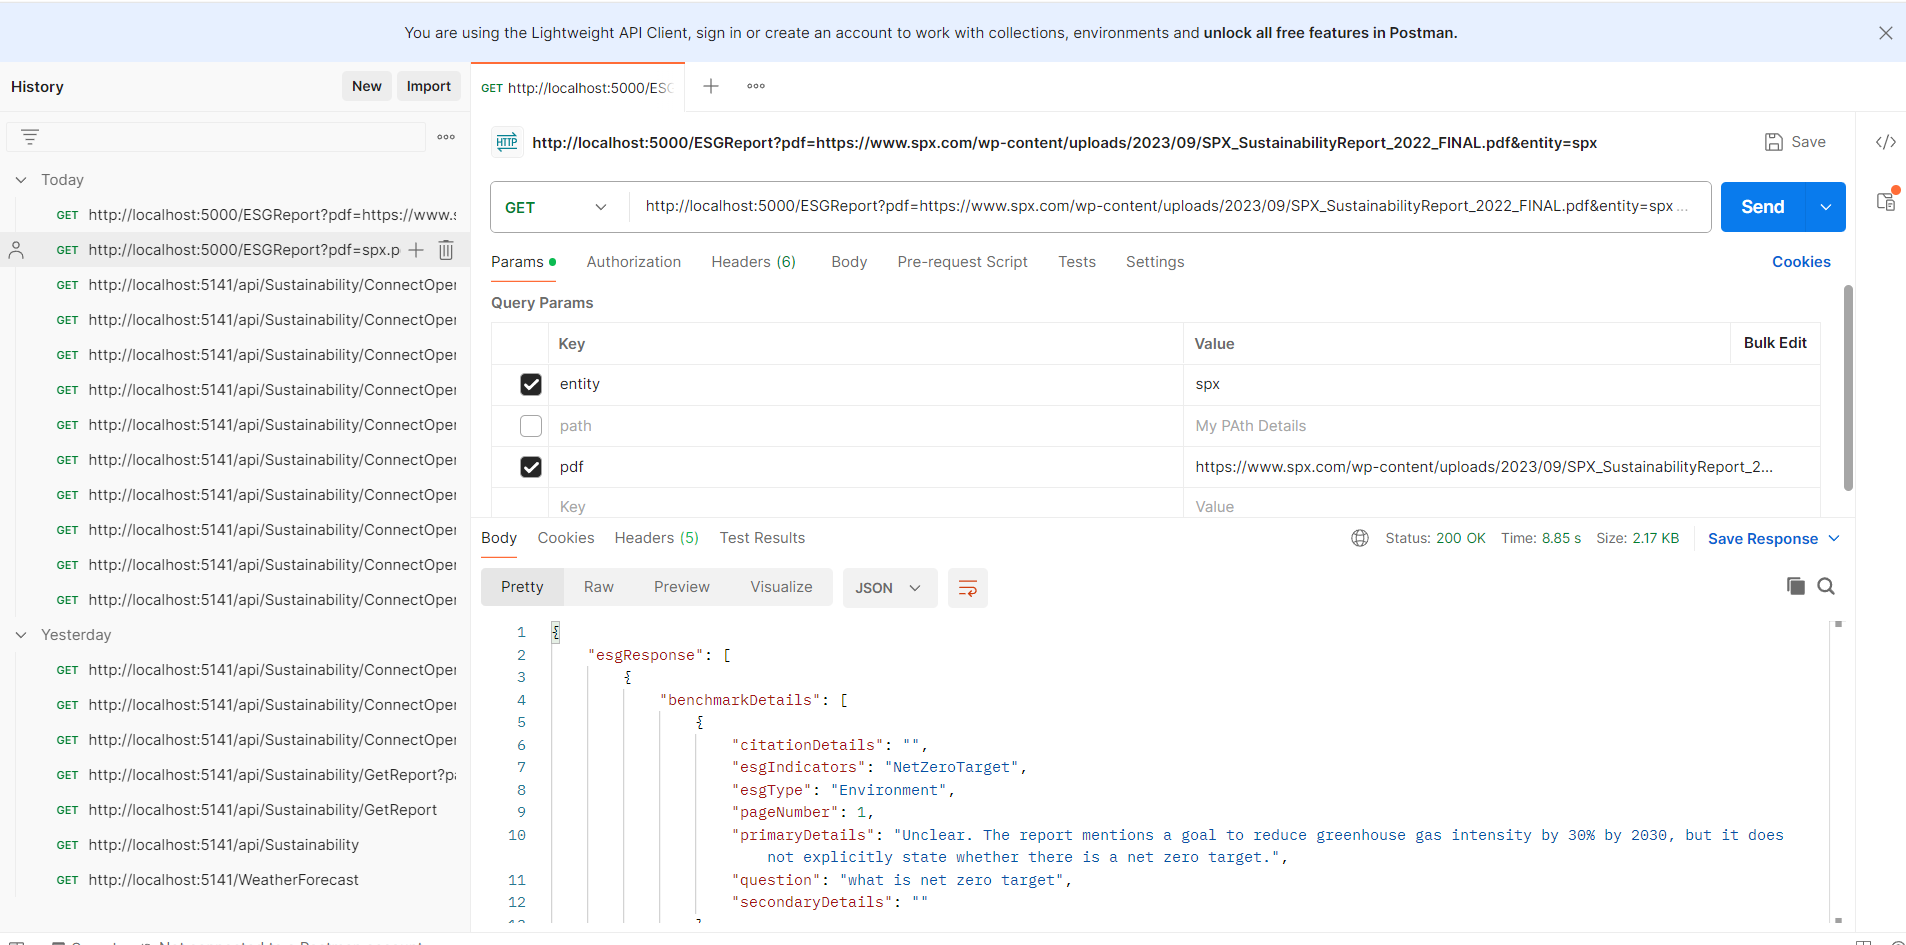 You are using the Lightweight API Client, sign in or create an account to work with collections, environments and unlock all free features in Postman.
History
New
Import
Today
GET http://localhost:5000/ESGReport?pdf=https://www.s
GET http://localhost:5000/ESGReport?pdf=spx.p
GET http://localhost:5141/api/Sustainability/ConnectOper
GET http://localhost:5141/api/Sustainability/ConnectOper
GET http://localhost:5141/api/Sustainability/ConnectOper
GET http://localhost:5141/api/Sustainability/ConnectOper
GET http://localhost:5141/api/Sustainability/ConnectOper
GET http://localhost:5141/api/Sustainability/ConnectOper
GET http://localhost:5141/api/Sustainability/ConnectOper
GET http://localhost:5141/api/Sustainability/ConnectOper
GET http://localhost:5141/api/Sustainability/ConnectOper
GET http://localhost:5141/api/Sustainability/ConnectOper
Yesterday
GET http://localhost:5141/api/Sustainability/ConnectOper
GET http://localhost:5141/api/Sustainability/ConnectOper
GET http://localhost:5141/api/Sustainability/ConnectOper
GET http://localhost:5141/api/Sustainability/GetReport?pa
GET http://localhost:5141/api/Sustainability/GetReport
GET http://localhost:5141/api/Sustainability
GET http://localhost:5141/WeatherForecast
GET http://localhost:5000/ESG
HTTP http://localhost:5000/ESGReport?pdf=https://www.spx.com/wp-content/uploads/2023/09/SPX_SustainabilityReport_2022_FINAL.pdf&entity=spx
Save
</>
GET http://localhost:5000/ESGReport?pdf=https://www.spx.com/wp-content/uploads/2023/09/SPX_SustainabilityReport_2022_FINAL.pdf&entity=spx ...
Send
Params Authorization Headers (6) Body Pre-request Script Tests Settings Cookies
Query Params
Key Value Bulk Edit
entity spx
path My PAth Details
pdf https://www.spx.com/wp-content/uploads/2023/09/SPX_SustainabilityReport_2...
Key Value
Body Cookies Headers (5) Test Results Status: 200 OK Time: 8.85 s Size: 2.17 KB Save Response
Pretty Raw Preview Visualize JSON
1 {
2 "esgResponse": [
3 {
4 "benchmarkDetails": [
5 {
6 "citationDetails": "",
7 "esgIndicators": "NetZeroTarget",
8 "esgType": "Environment",
9 "pageNumber": 1,
10 "primaryDetails": "Unclear. The report mentions a goal to reduce greenhouse gas intensity by 30% by 2030, but it does
not explicitly state whether there is a net zero target.",
11 "question": "what is net zero target",
12 "secondaryDetails": ""